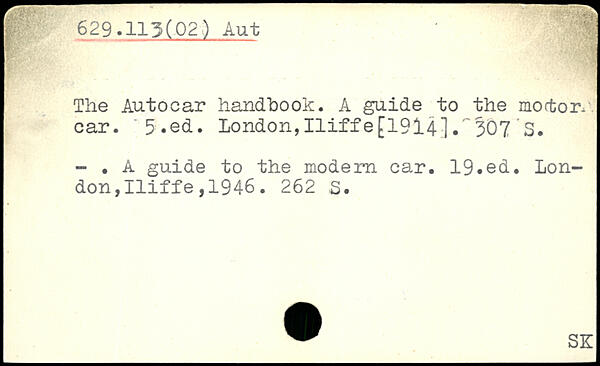 629.113(02) Aut
The Autocar handbook. A guide to the motor
car. 5.ed. London,Iliffe[1914]. 307 S.
- . A guide to the modern car. 19.ed. Lon-
don,Iliffe,1946. 262 S.
SK